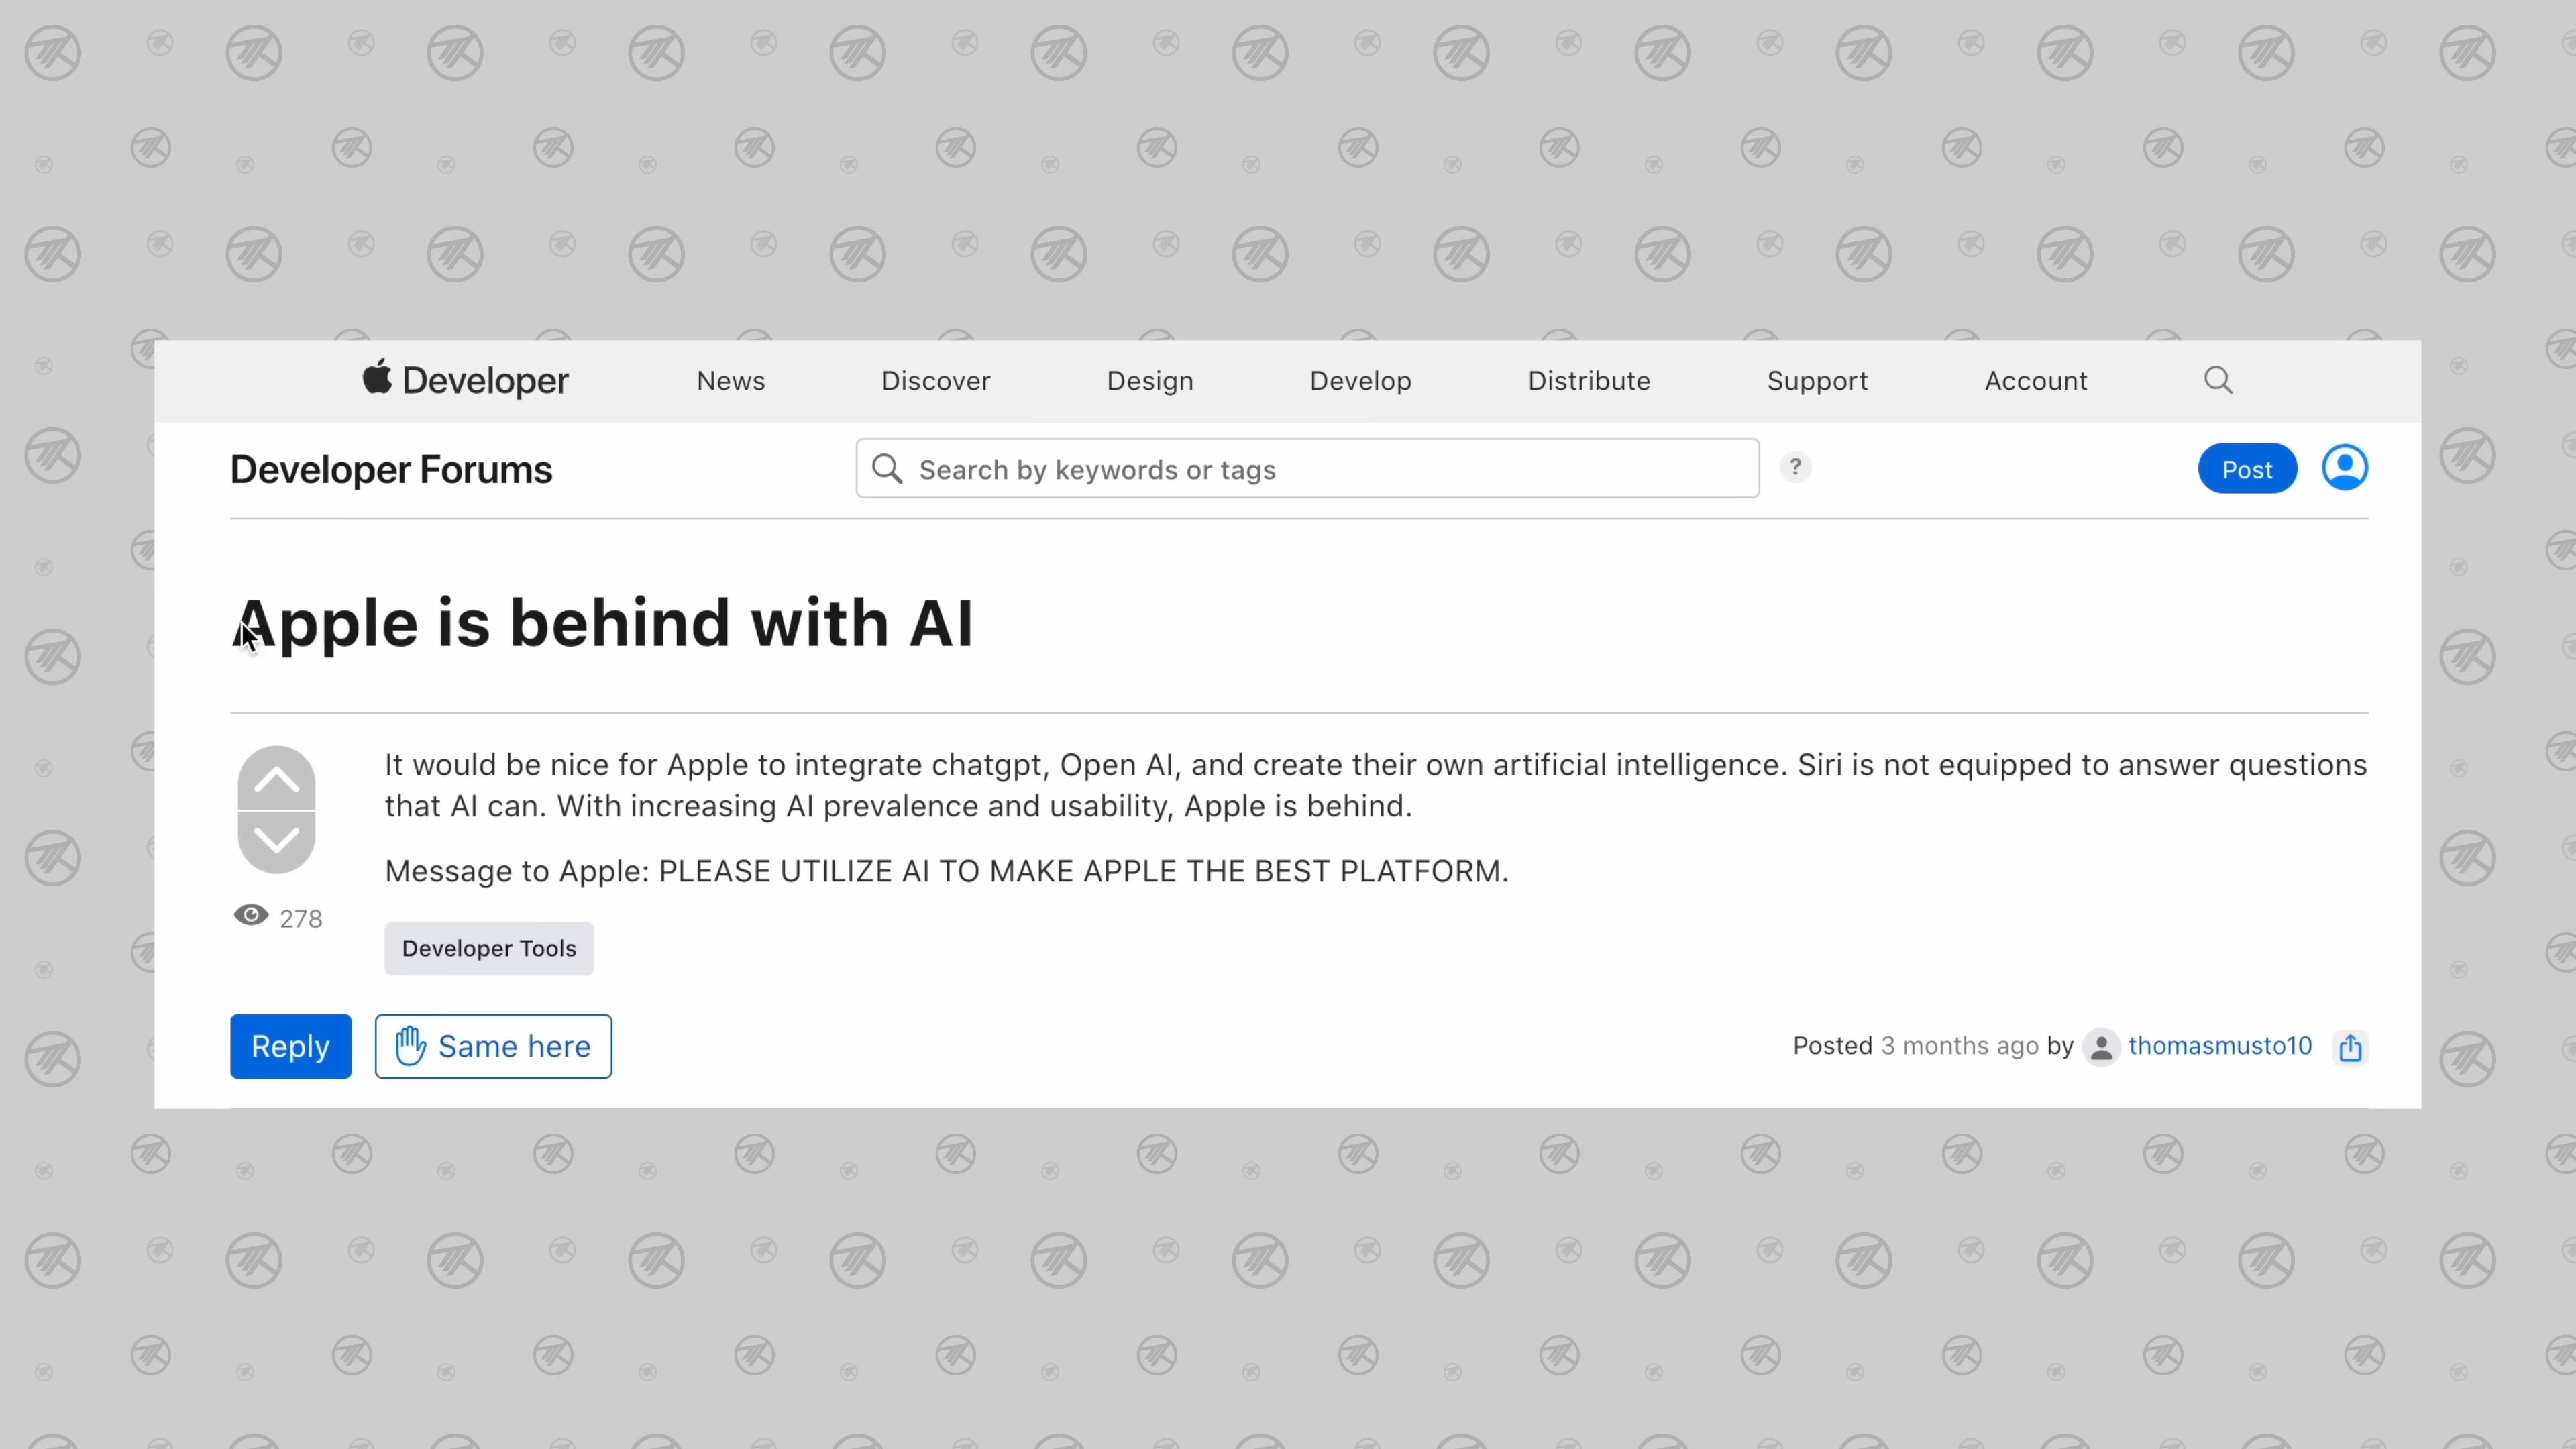 Developer News Discover Design Develop Distribute Support Account
Developer Forums Search by keywords or tags ? Post
Apple is behind with AI
It would be nice for Apple to integrate chatgpt, Open AI, and create their own artificial intelligence. Siri is not equipped to answer questions
that AI can. With increasing AI prevalence and usability, Apple is behind.
Message to Apple: PLEASE UTILIZE AI TO MAKE APPLE THE BEST PLATFORM.
278
Developer Tools
Reply Same here Posted 3 months ago by thomasmusto10